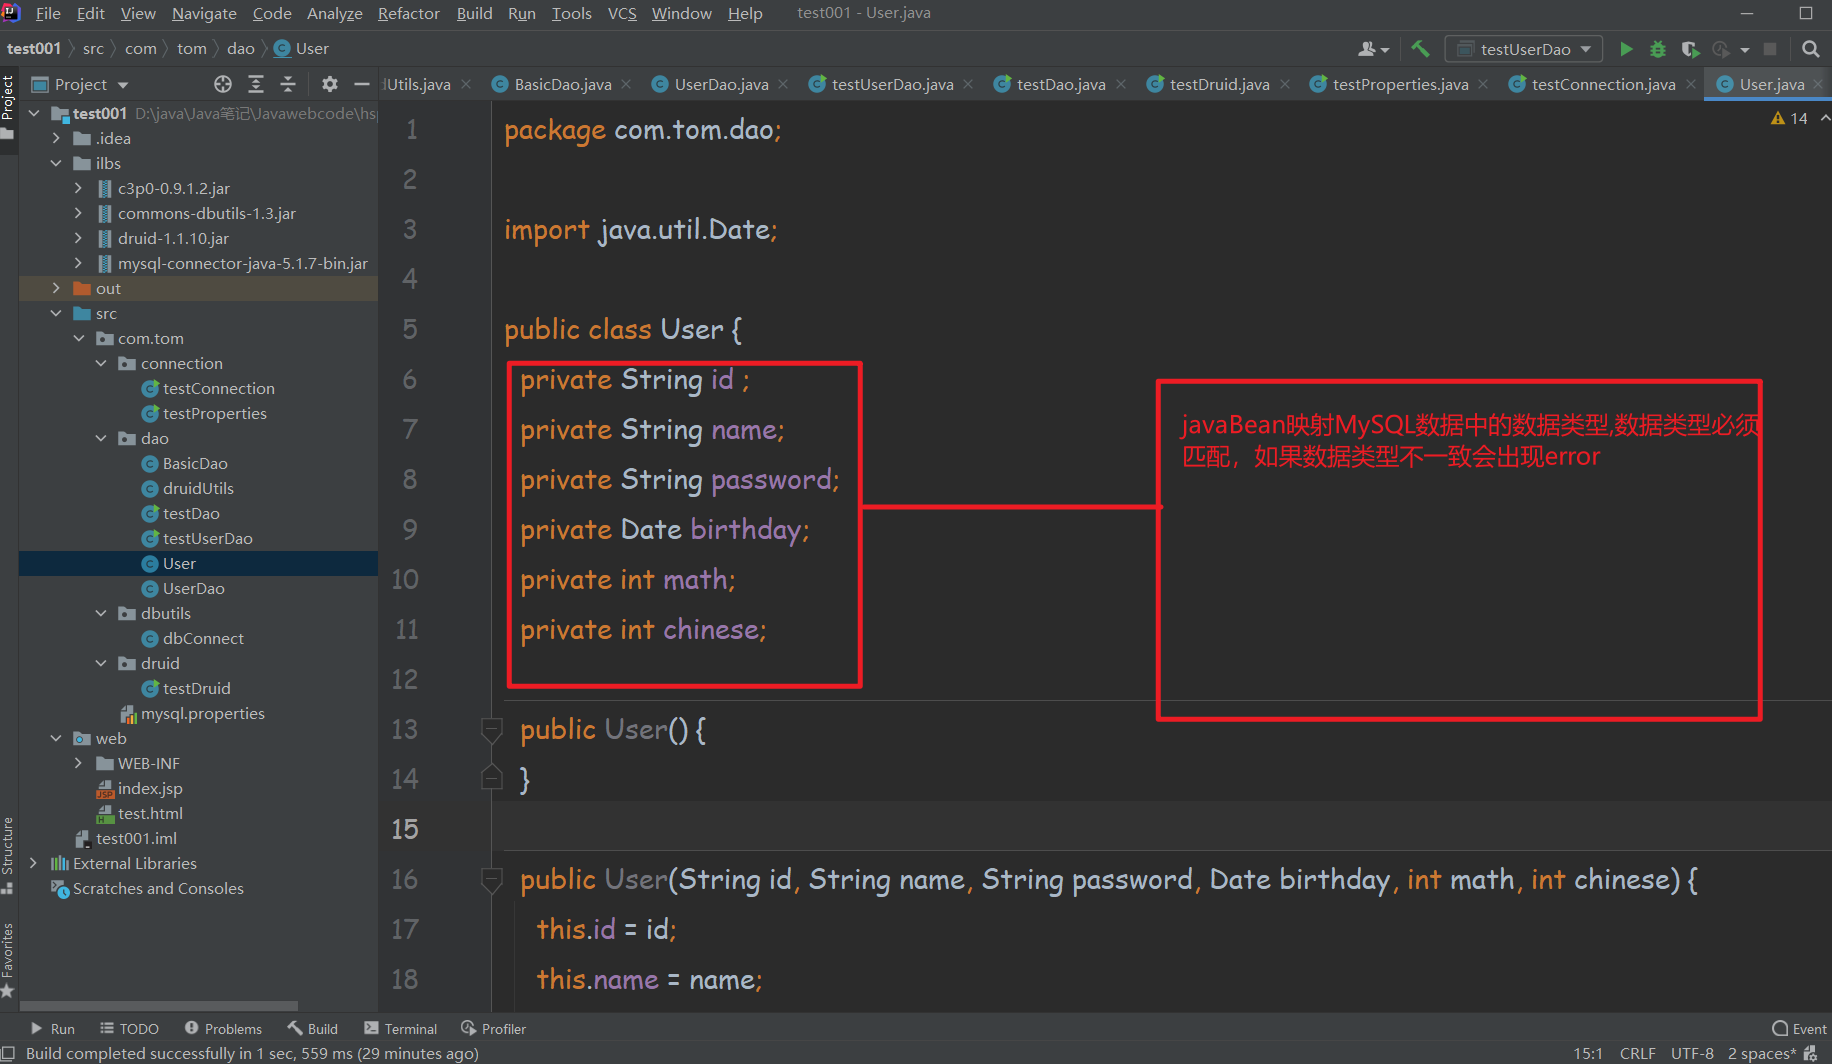 File Edit View Navigate Code Analyze Refactor Build Run Tools VCS Window Help test001 - User.java
test001 src com tom dao User
testUserDao
Project
Utils.java BasicDao.java UserDao.java testUserDao.java testDao.java testDruid.java testProperties.java testConnection.java User.java
Project
test001 D:\java\Java笔记\Javawebcode\hsp
.idea
ilbs
c3p0-0.9.1.2.jar
commons-dbutils-1.3.jar
druid-1.1.10.jar
mysql-connector-java-5.1.7-bin.jar
out
src
com.tom
connection
testConnection
testProperties
dao
BasicDao
druidUtils
testDao
testUserDao
User
UserDao
dbutils
dbConnect
druid
testDruid
mysql.properties
web
WEB-INF
index.jsp
test.html
test001.iml
External Libraries
Scratches and Consoles
Structure
Favorites
14
1 package com.tom.dao;
2
3 import java.util.Date;
4
5 public class User {
6 private String id ;
7 private String name;
8 private String password;
9 private Date birthday;
10 private int math;
11 private int chinese;
12
13 public User() {
14 }
15
16 public User(String id, String name, String password, Date birthday, int math, int chinese) {
17 this.id = id;
18 this.name = name;
javaBean映射MySQL数据中的数据类型,数据类型必须
匹配，如果数据类型不一致会出现error
Run TODO Problems Build Terminal Profiler Event
Build completed successfully in 1 sec, 559 ms (29 minutes ago) 15:1 CRLF UTF-8 2 spaces*